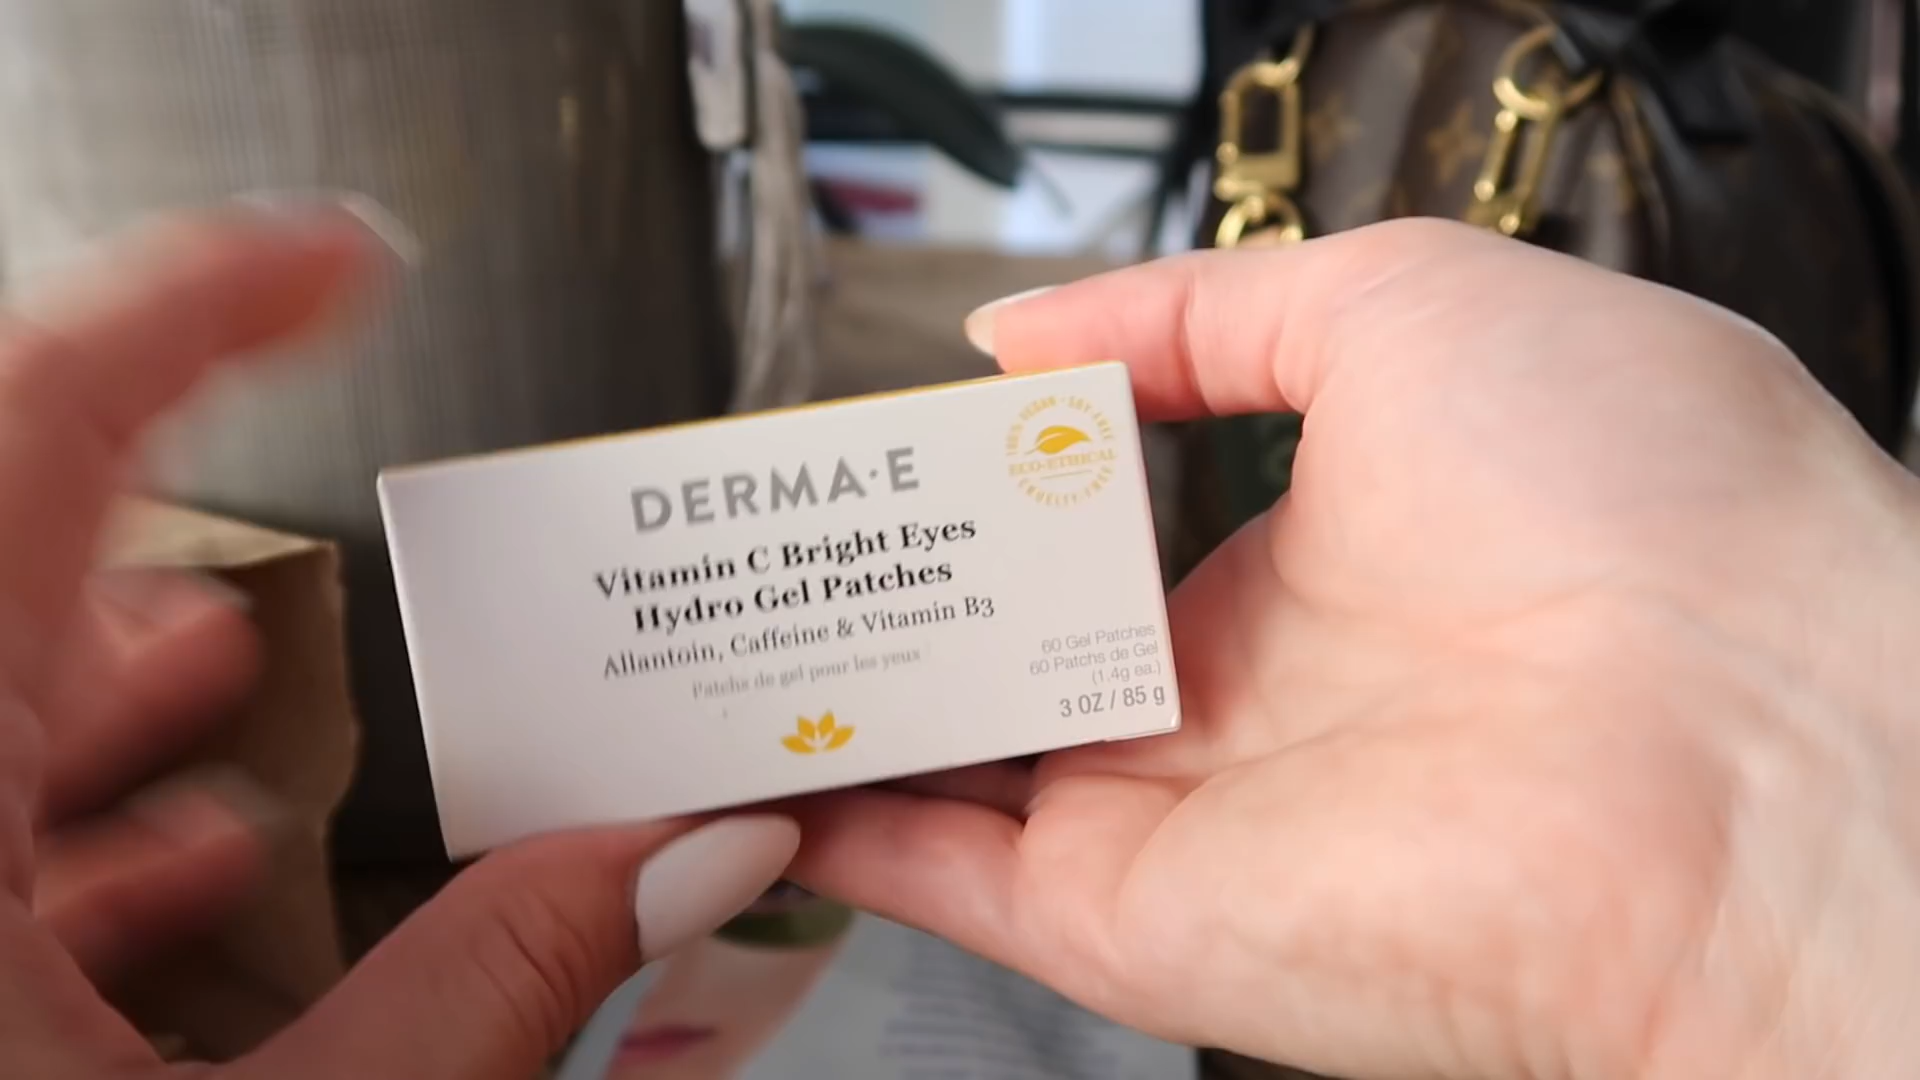 DERMA·E
Vitamin C Bright Eyes
Hydro Gel Patches
Allantoin, Caffeine & Vitamin B3
Patchs de gel pour les yeux
100% VEGAN · SOY-FREE
ECO-ETHICAL
CRUELTY-FREE
60 Gel Patches
60 Patchs de Gel
(1.4g ea.)
3 OZ / 85 g